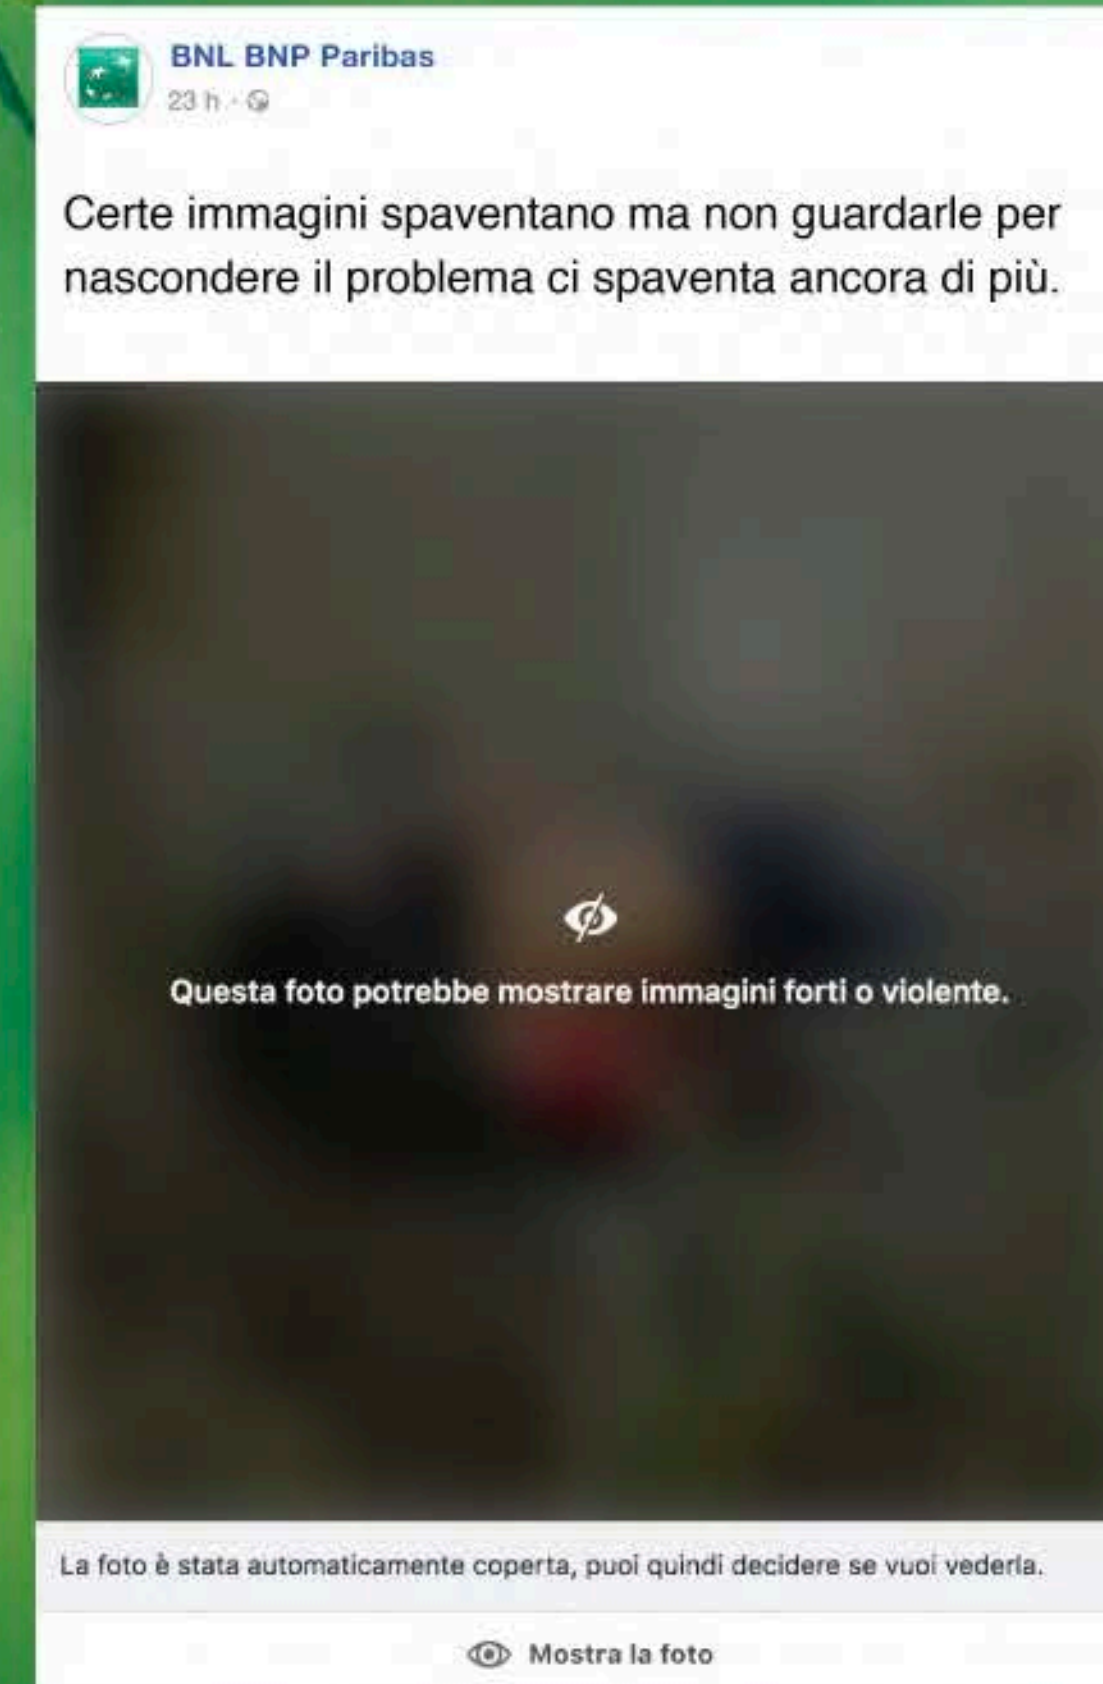 BNL BNP Paribas
23 h ·
Certe immagini spaventano ma non guardarle per
nascondere il problema ci spaventa ancora di più.
Questa foto potrebbe mostrare immagini forti o violente.
La foto è stata automaticamente coperta, puoi quindi decidere se vuoi vederla.
Mostra la foto